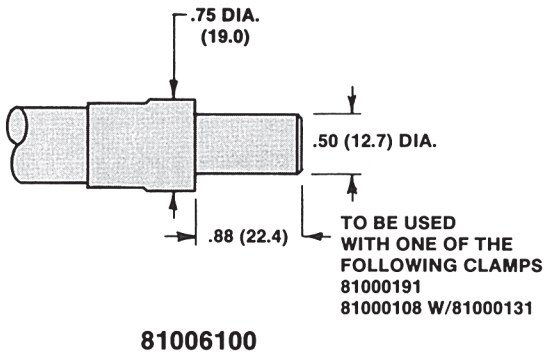 .75 DIA.
(19.0)
.50 (12.7) DIA.
.88 (22.4)
TO BE USED
WITH ONE OF THE
FOLLOWING CLAMPS
81000191
81000108 W/81000131
81006100